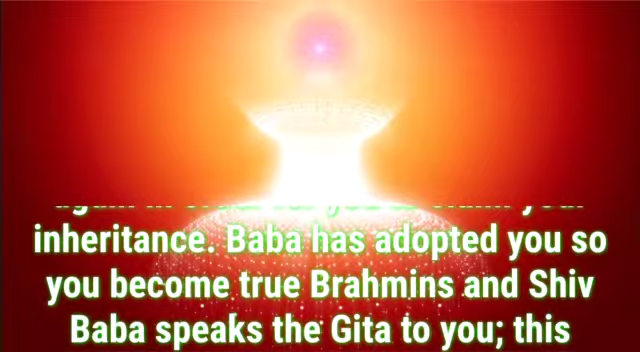 inheritance. Baba has adopted you so
you become true Brahmins and Shiv
Baba speaks the Gita to you; this